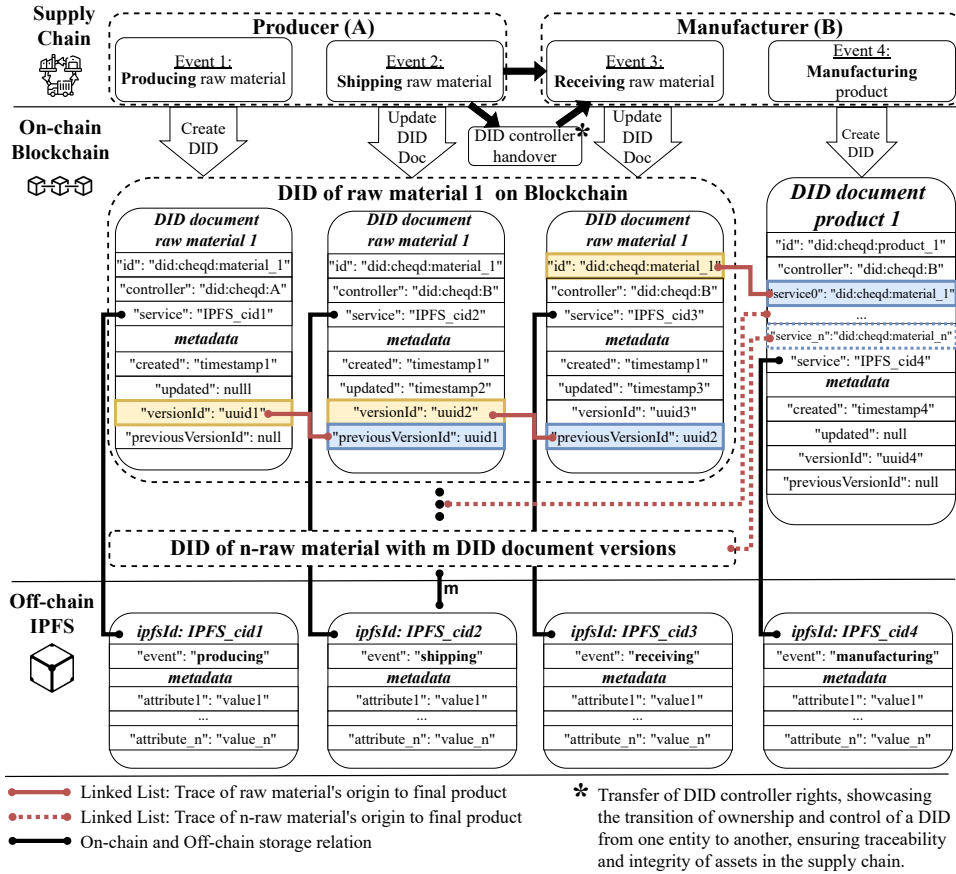 Supply
Chain
Producer (A)
Event 1:
Producing raw material
Event 2:
Shipping raw material
Manufacturer (B)
Event 3:
Receiving raw material
Event 4:
Manufacturing
product
On-chain
Blockchain
Create
DID
Update
DID
Doc
DID controller
handover
*
Update
DID
Doc
Create
DID
DID of raw material 1 on Blockchain
DID document
raw material 1
"id": "did:cheqd:material_1"
"controller": "did:cheqd:A"
"service": "IPFS_cid1"
metadata
"created": "timestamp1"
"updated": nulll
"versionId": "uuid1"
"previousVersionId": null
DID document
raw material 1
"id": "did:cheqd:material_1"
"controller": "did:cheqd:B"
"service": "IPFS_cid2"
metadata
"created": "timestamp1"
"updated": "timestamp2"
"versionId": "uuid2"
"previousVersionId": uuid1
DID document
raw material 1
"id": "did:cheqd:material_1"
"controller": "did:cheqd:B"
"service": "IPFS_cid3"
metadata
"created": "timestamp1"
"updated": "timestamp3"
"versionId": "uuid3"
"previousVersionId": uuid2
DID document
product 1
"id": "did:cheqd:product_1"
"controller": "did:cheqd:B"
"service0": "did:cheqd:material_1"
...
"service_n":"did:cheqd:material_n"
"service": "IPFS_cid4"
metadata
"created": "timestamp4"
"updated": null
"versionId": "uuid4"
"previousVersionId": null
DID of n-raw material with m DID document versions
m
Off-chain
IPFS
ipfsId: IPFS_cid1
"event": "producing"
metadata
"attribute1": "value1"
...
"attribute_n": "value_n"
ipfsId: IPFS_cid2
"event": "shipping"
metadata
"attribute1": "value1"
...
"attribute_n": "value_n"
ipfsId: IPFS_cid3
"event": "receiving"
metadata
"attribute1": "value1"
...
"attribute_n": "value_n"
ipfsId: IPFS_cid4
"event": "manufacturing"
metadata
"attribute1": "value1"
...
"attribute_n": "value_n"
Linked List: Trace of raw material's origin to final product
Linked List: Trace of n-raw material's origin to final product
On-chain and Off-chain storage relation
* Transfer of DID controller rights, showcasing
the transition of ownership and control of a DID
from one entity to another, ensuring traceability
and integrity of assets in the supply chain.